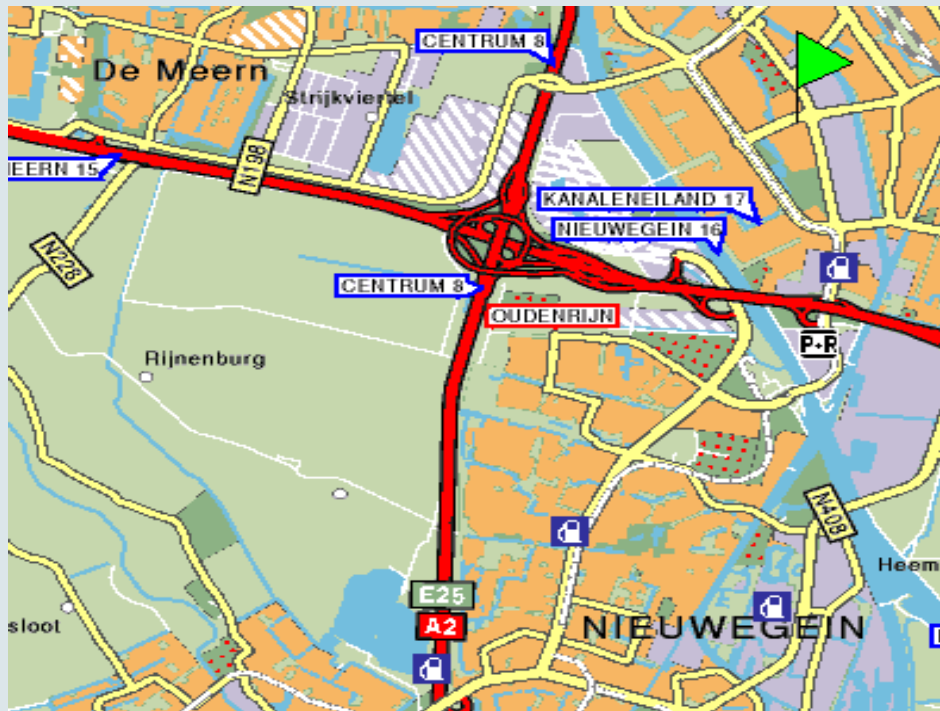 CENTRUM 8
De Meern
Strijkviertel
N198
MEERN 15
KANALENEILAND 17
NIEUWEGEIN 16
N228
CENTRUM 8
OUDENRIJN
P+R
Rijnenburg
N408
Heem
E25
A2
sloot
NIEUWEGEIN